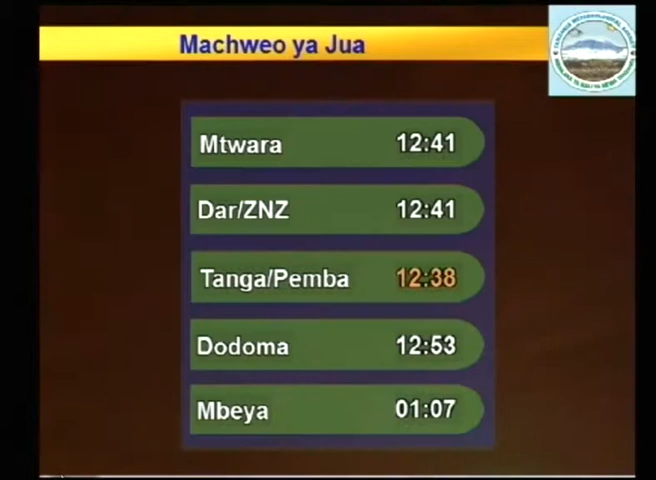 Machweo ya Jua
Mtwara 12:41
Dar/ZNZ 12:41
Tanga/Pemba 12:38
Dodoma 12:53
Mbeya 01:07